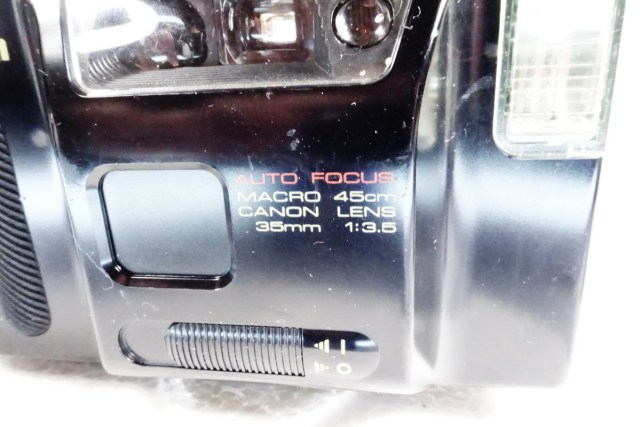 AUTO FOCUS
MACRO 45cm
CANON LENS
35mm 1:3.5
I
O